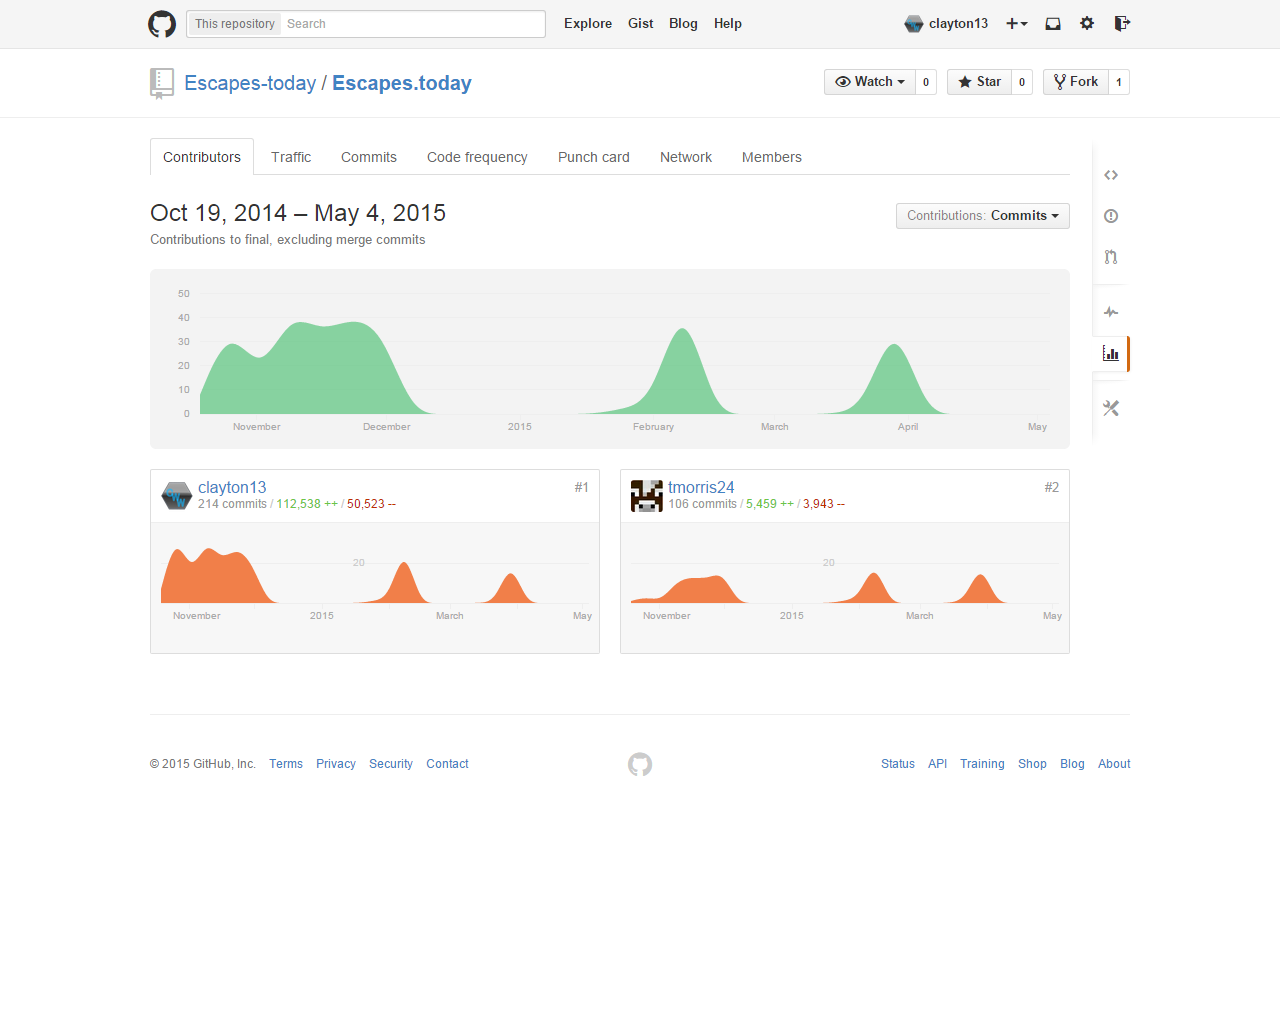 This repository Search Explore Gist Blog Help clayton13
Escapes-today / Escapes.today Watch 0 Star 0 Fork 1
Contributors Traffic Commits Code frequency Punch card Network Members
Oct 19, 2014 – May 4, 2015
Contributions: Commits
Contributions to final, excluding merge commits
50
40
30
20
10
0
November December 2015 February March April May
clayton13 #1
214 commits / 112,538 ++ / 50,523 --
20
November 2015 March May
tmorris24 #2
106 commits / 5,459 ++ / 3,943 --
20
November 2015 March May
© 2015 GitHub, Inc. Terms Privacy Security Contact Status API Training Shop Blog About